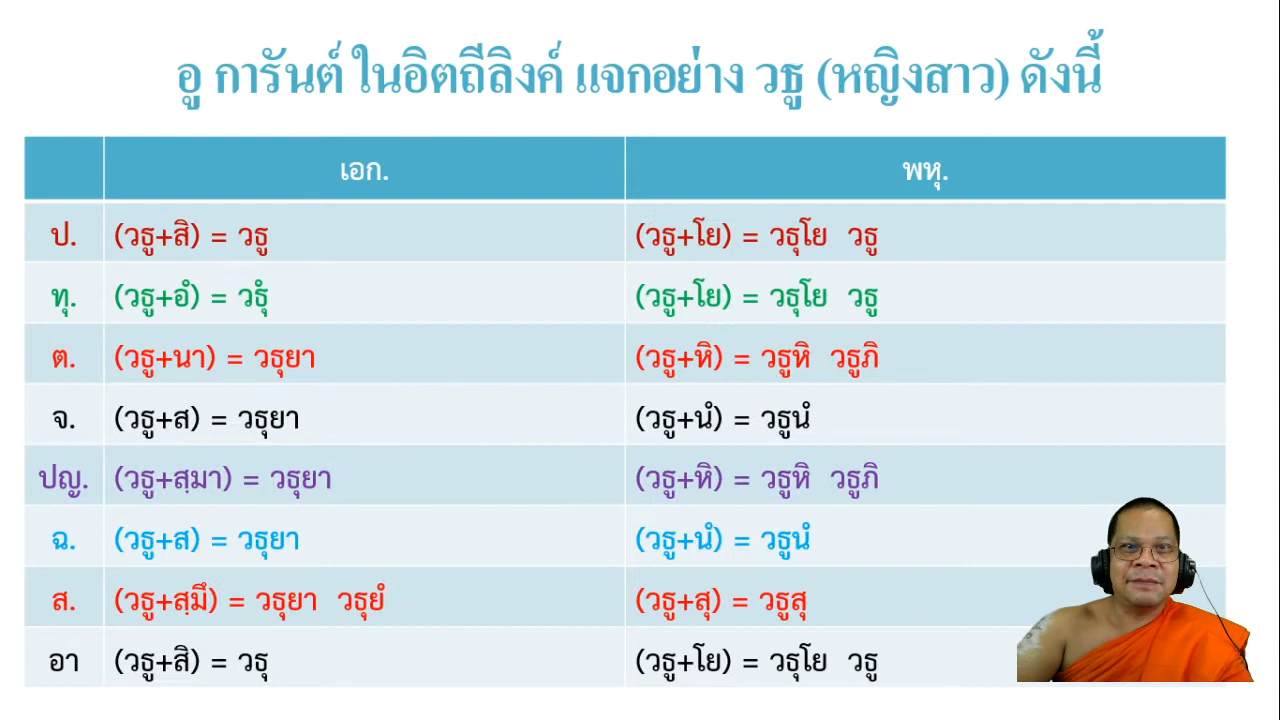 อู การันต์ ในอิตถีลิงค์ แจกอย่าง วธู (หญิงสาว) ดังนี้
เอก. พหุ.
ป. (วธู+สิ) = วธู (วธู+โย) = วธุโย วธู
ทุ. (วธู+อํ) = วธุํ (วธู+โย) = วธุโย วธู
ต. (วธู+นา) = วธุยา (วธู+หิ) = วธูหิ วธูภิ
จ. (วธู+ส) = วธุยา (วธู+นํ) = วธูนํ
ปญ. (วธู+สฺมา) = วธุยา (วธู+หิ) = วธูหิ วธูภิ
ฉ. (วธู+ส) = วธุยา (วธู+นํ) = วธูนํ
ส. (วธู+สฺมึ) = วธุยา วธุยํ (วธู+สุ) = วธูสุ
อา (วธู+สิ) = วธุ (วธู+โย) = วธุโย วธู